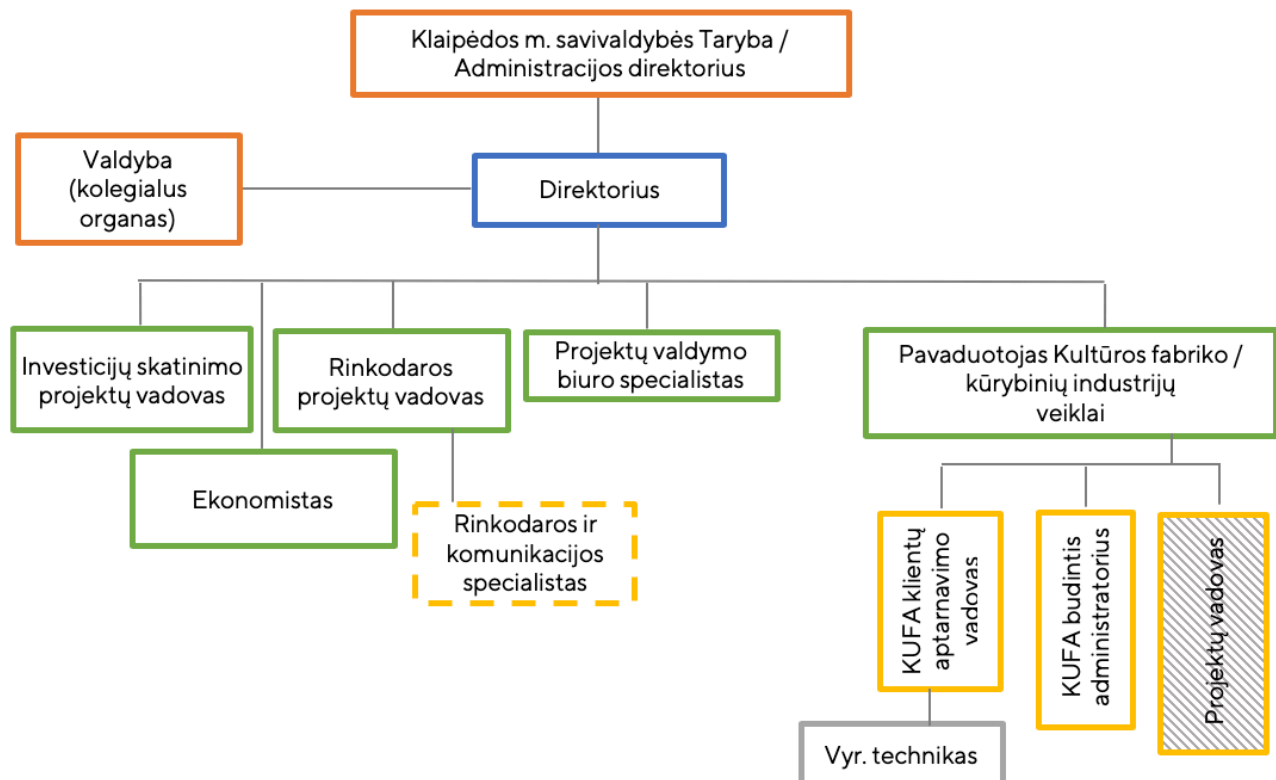 Klaipėdos m. savivaldybės Taryba /
Administracijos direktorius
Valdyba
(kolegialus
organas)
Direktorius
Investicijų skatinimo
projektų vadovas
Rinkodaros
projektų vadovas
Projektų valdymo
biuro specialistas
Pavaduotojas Kultūros fabriko /
kūrybinių industrijų
veiklai
Ekonomistas
Rinkodaros ir
komunikacijos
specialistas
KUFA klientų
aptarnavimo
vadovas
KUFA budintis
administratorius
Projektų vadovas
Vyr. technikas